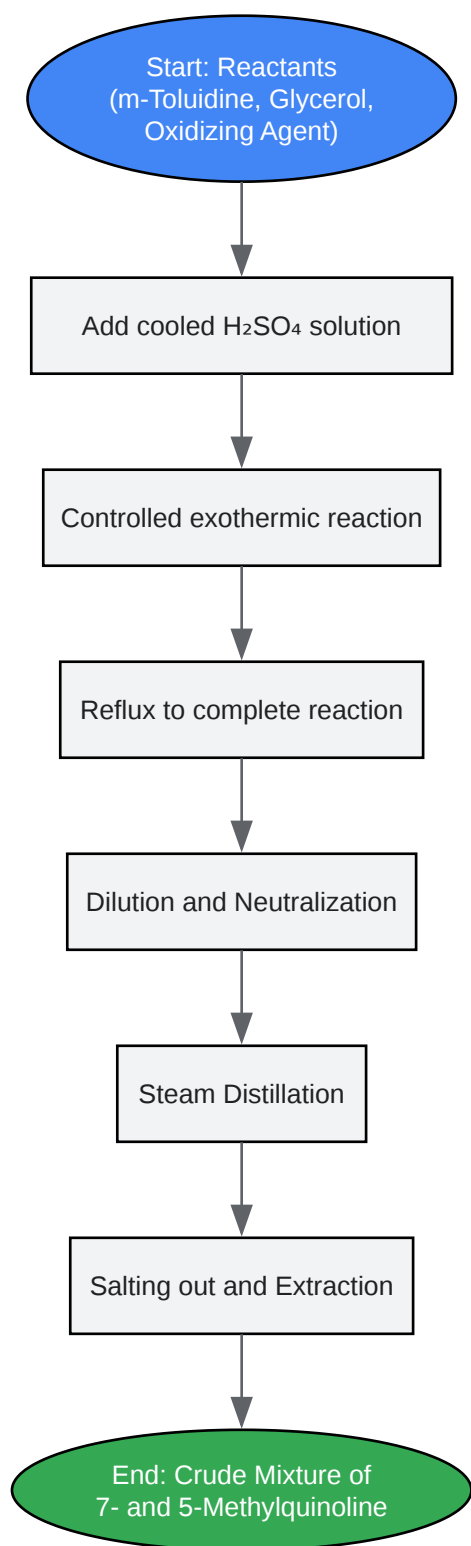 Start: Reactants
(m-Toluidine, Glycerol,
Oxidizing Agent)
Add cooled H₂SO₄ solution
Controlled exothermic reaction
Reflux to complete reaction
Dilution and Neutralization
Steam Distillation
Salting out and Extraction
End: Crude Mixture of
7- and 5-Methylquinoline